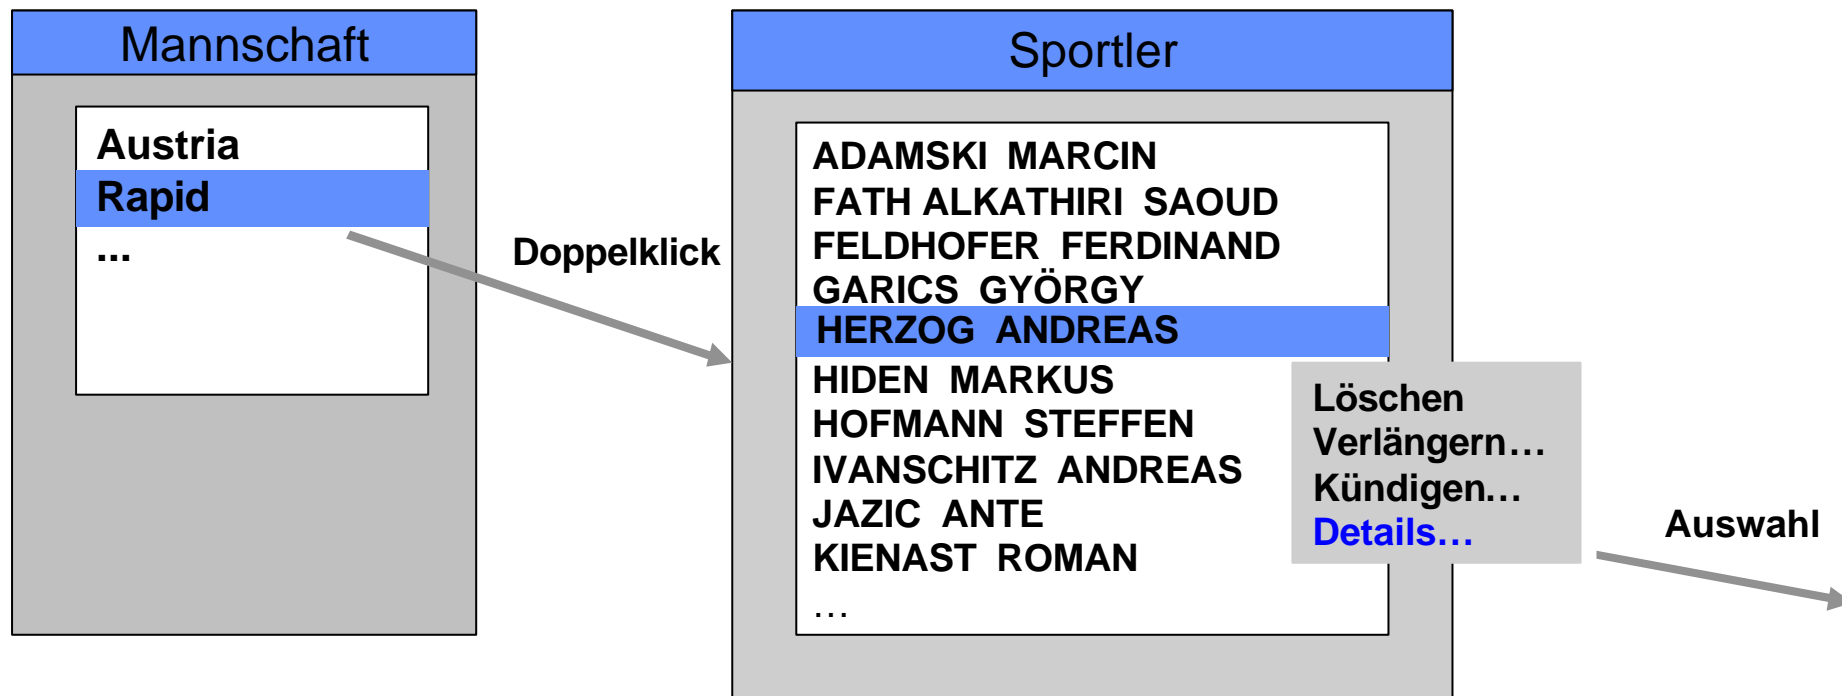 Mannschaft
Austria
Rapid
...
Doppelklick
Sportler
ADAMSKI MARCIN
FATH ALKATHIRI SAOUD
FELDHOFER FERDINAND
GARICS GYÖRGY
HERZOG ANDREAS
HIDEN MARKUS
HOFMANN STEFFEN
IVANSCHITZ ANDREAS
JAZIC ANTE
KIENAST ROMAN
…
Löschen
Verlängern…
Kündigen…
Details…
Auswahl